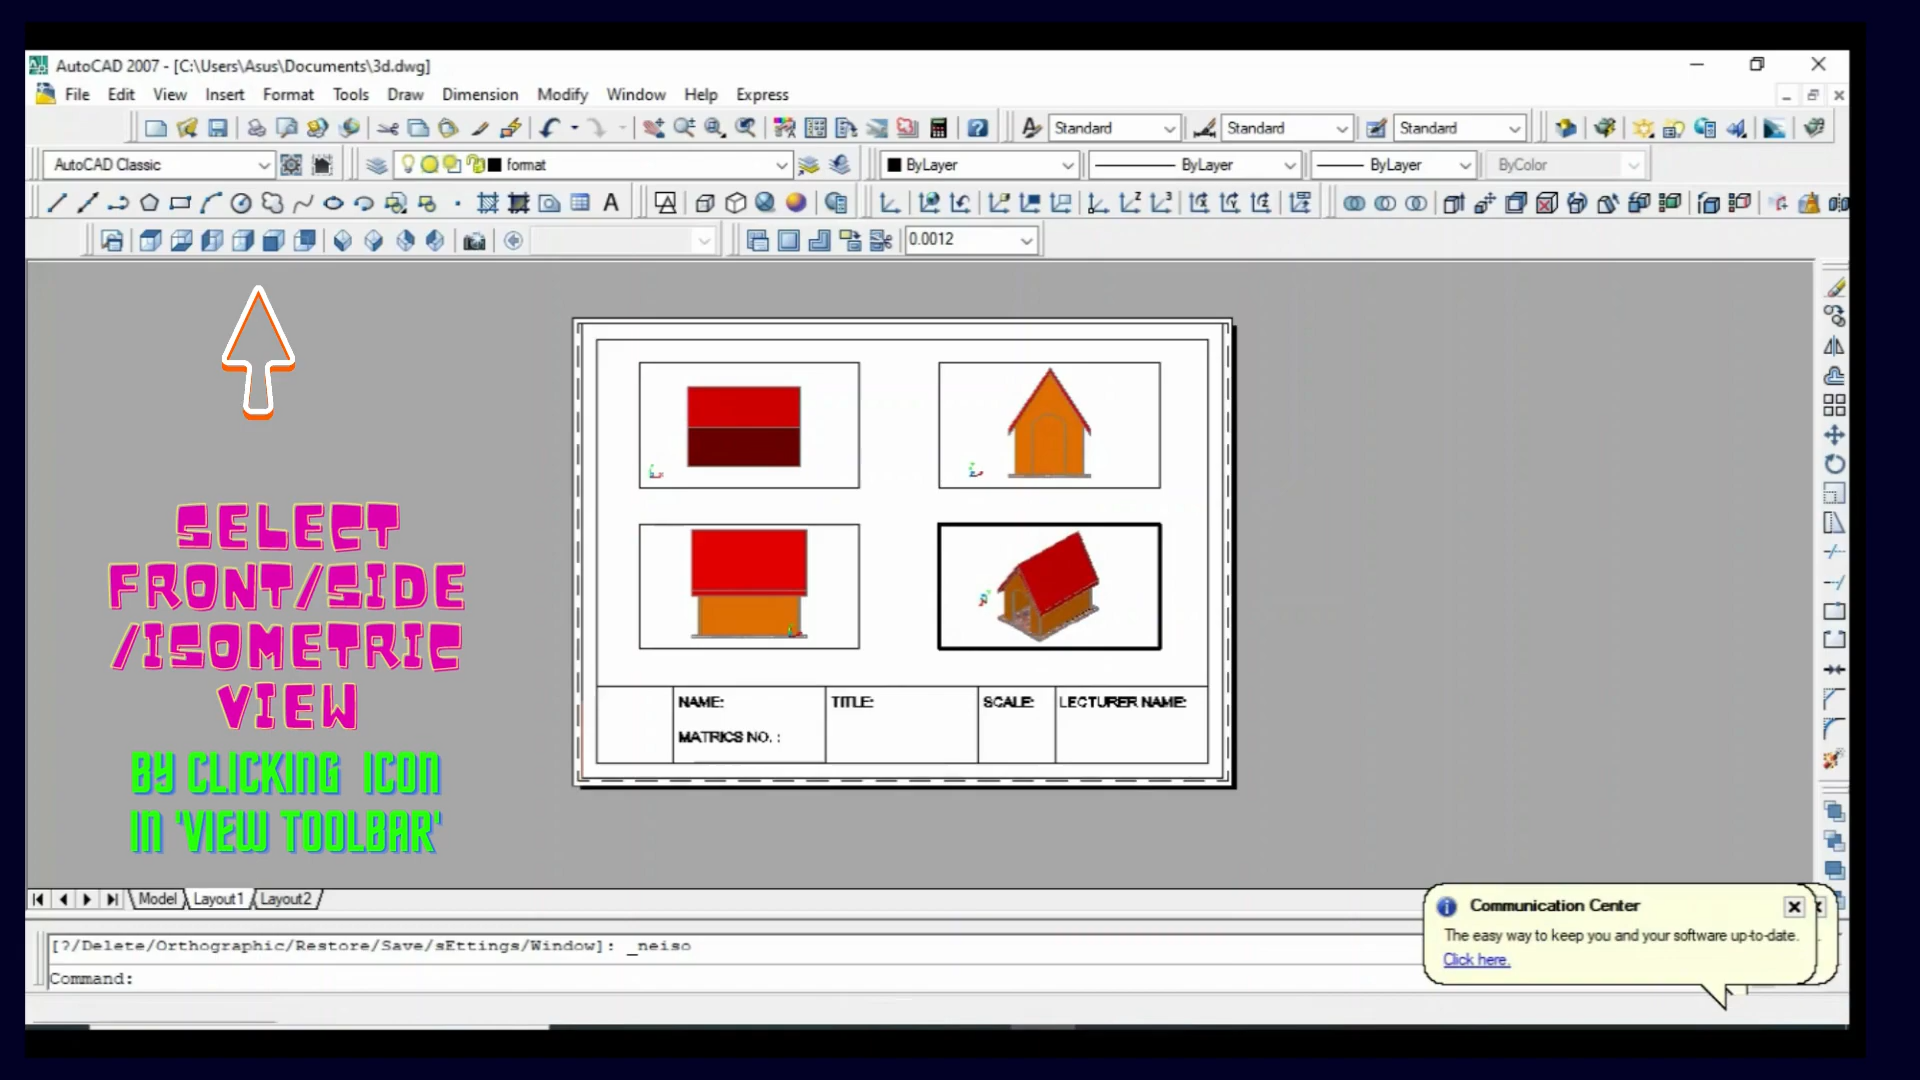 AutoCAD 2007 - [C:\Users\Asus\Documents\3d.dwg]
File Edit View Insert Format Tools Draw Dimension Modify Window Help Express
Standard Standard Standard
AutoCAD Classic format ByLayer ByLayer ByLayer ByColor
A
0.0012
SELECT
FRONT/SIDE
/ISOMETRIC
VIEW
BY CLICKING ICON
IN 'VIEW TOOLBAR'
NAME: TITLE: SCALE: LECTURER NAME:
MATRICS NO. :
Model Layout1 Layout2
[?/Delete/Orthographic/Restore/Save/sEttings/Window]: _neiso
Command:
Communication Center
The easy way to keep you and your software up-to-date.
Click here.